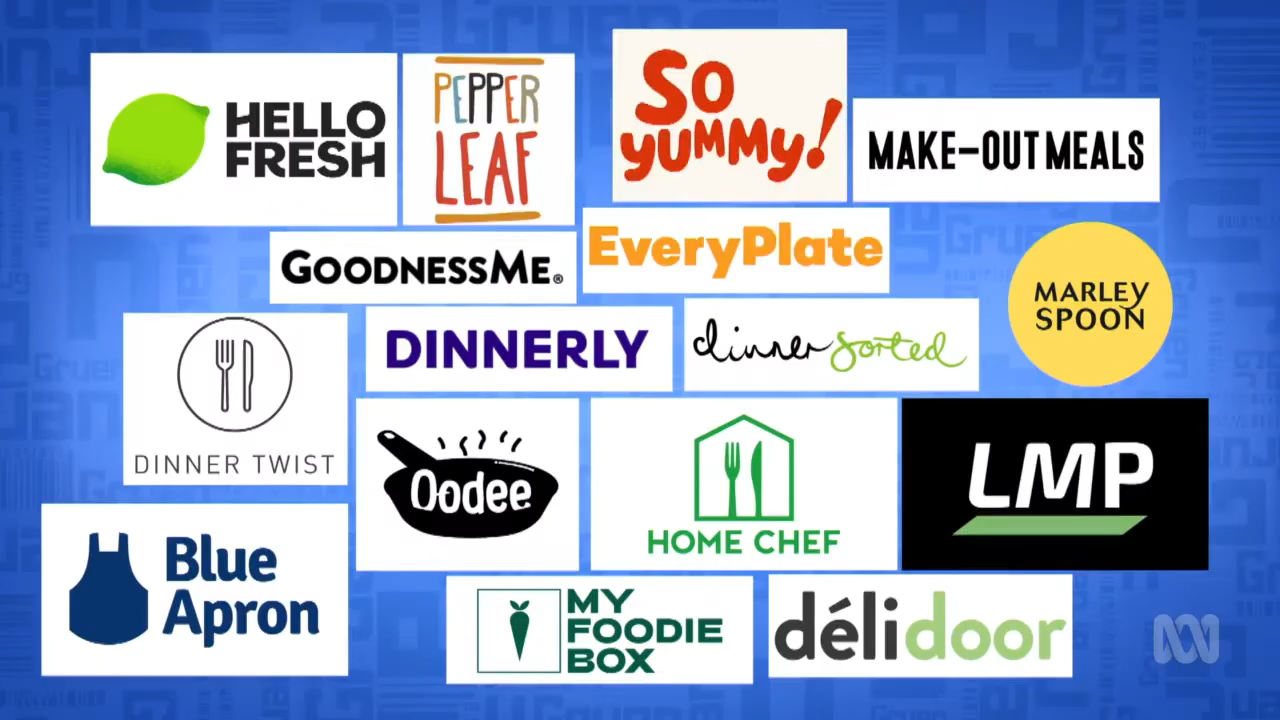 HELLO
FRESH
PEPPER
LEAF
SO
YUMMY!
MAKE-OUT MEALS
GOODNESSME®
EveryPlate
MARLEY
SPOON
DINNERLY
dinner sorted
DINNER TWIST
Oodee
HOME CHEF
LMP
Blue
Apron
MY
FOODIE
BOX
délidoor
Gruen